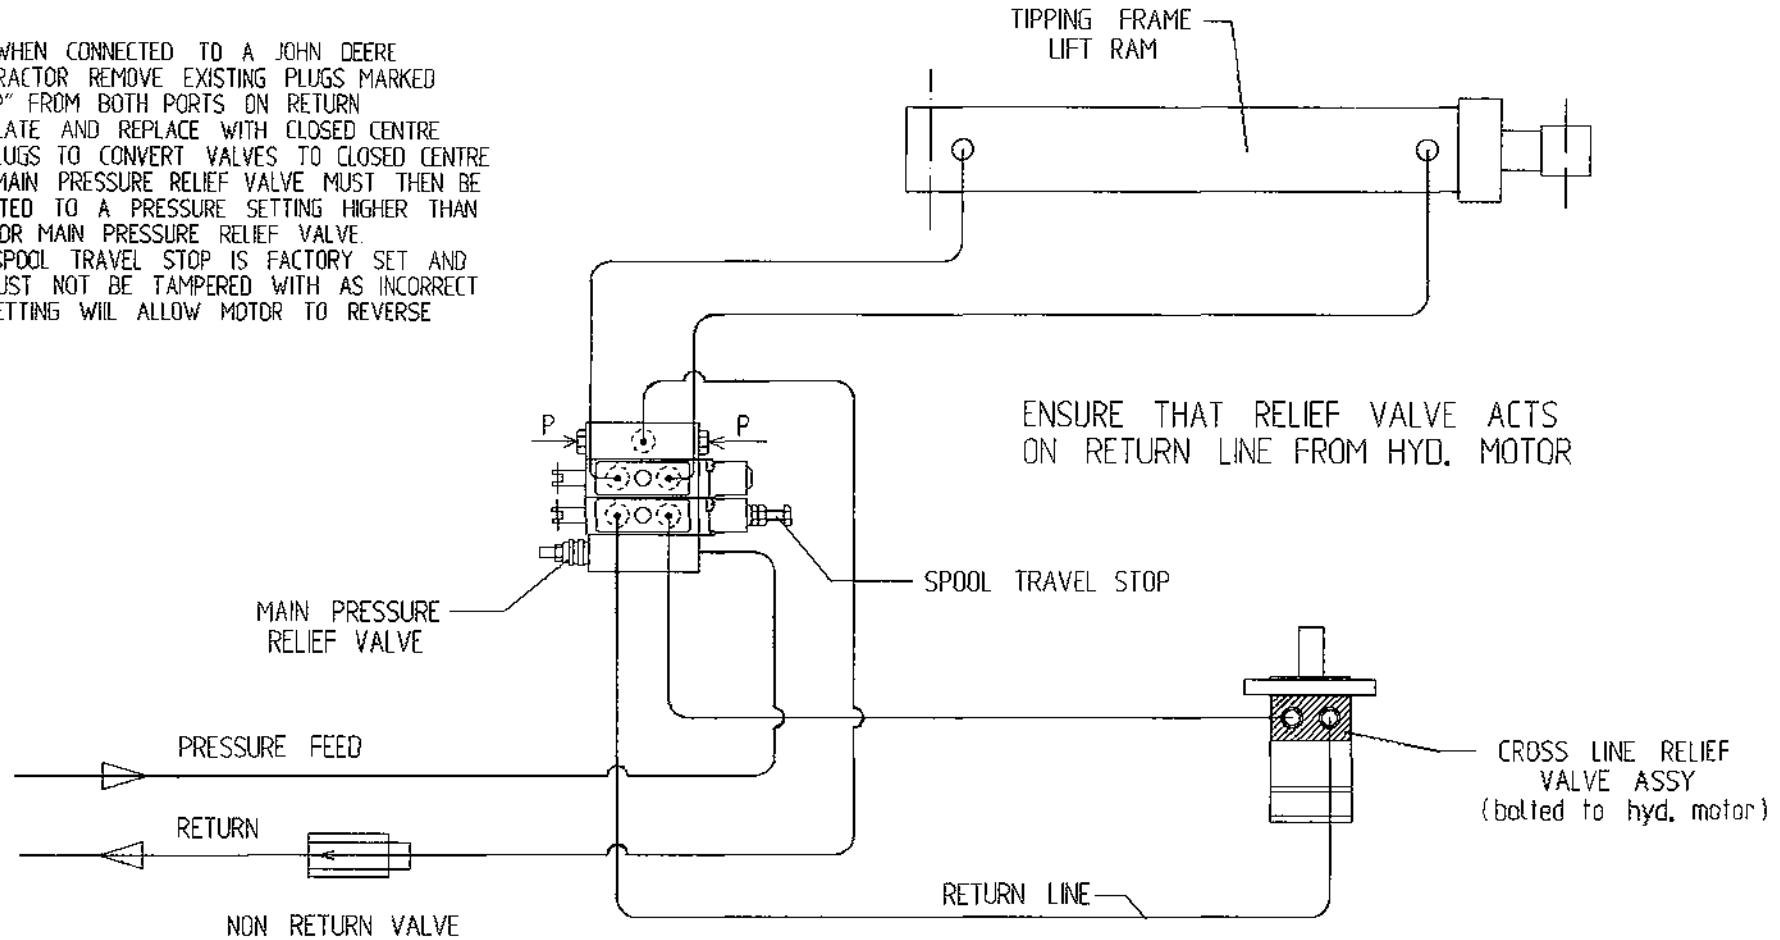 WHEN CONNECTED TO A JOHN DEERE
RACTOR REMOVE EXISTING PLUGS MARKED
P" FROM BOTH PORTS ON RETURN
LATE AND REPLACE WITH CLOSED CENTRE
LUGS TO CONVERT VALVES TO CLOSED CENTRE
MAIN PRESSURE RELIEF VALVE MUST THEN BE
TED TO A PRESSURE SETTING HIGHER THAN
OR MAIN PRESSURE RELIEF VALVE.
SPOOL TRAVEL STOP IS FACTORY SET AND
UST NOT BE TAMPERED WITH AS INCORRECT
ETTING WIIL ALLOW MOTOR TO REVERSE
TIPPING FRAME
LIFT RAM
ENSURE THAT RELIEF VALVE ACTS
ON RETURN LINE FROM HYD. MOTOR
P
P
SPOOL TRAVEL STOP
MAIN PRESSURE
RELIEF VALVE
PRESSURE FEED
CROSS LINE RELIEF
VALVE ASSY
(bolted to hyd. motor)
RETURN
RETURN LINE
NON RETURN VALVE